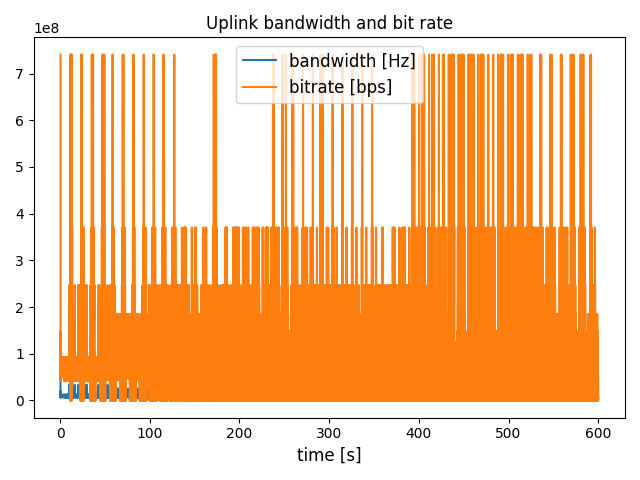 Uplink bandwidth and bit rate
1e8
bandwidth [Hz]
bitrate [bps]
7
6
5
4
3
2
1
0
0 100 200 300 400 500 600
time [s]